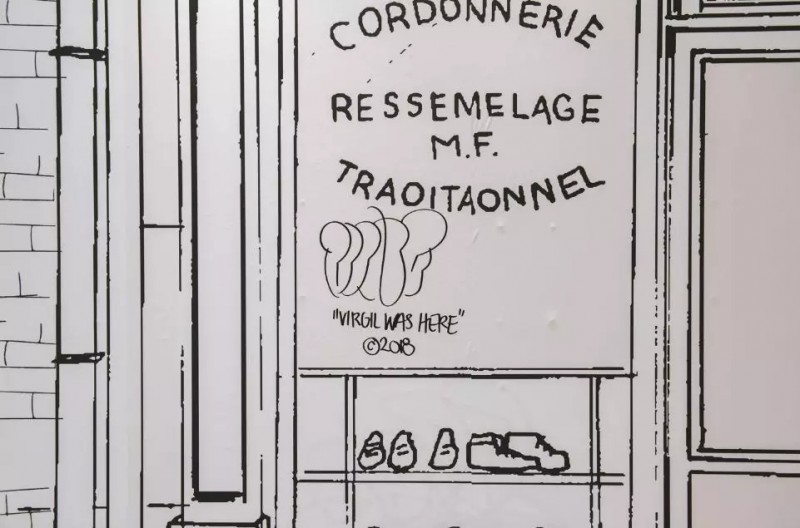 CORDONNERIE
RESSEMELAGE
M.F.
TRAOITAONNEL
"VIRGIL WAS HERE"
©2018